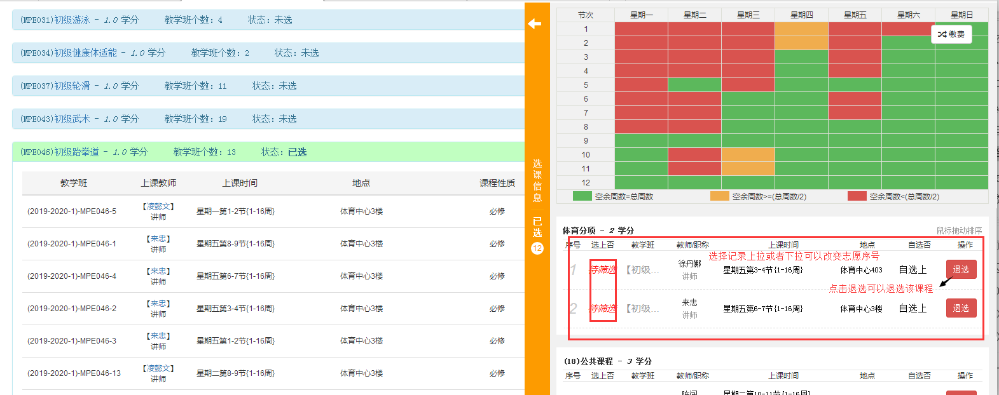 (MPE031)初级游泳 - 1.0 学分 教学班个数: 4 状态: 未选
(MPE034)初级健康体适能 - 1.0 学分 教学班个数: 2 状态: 未选
(MPE037)初级轮滑 - 1.0 学分 教学班个数: 11 状态: 未选
(MPE043)初级武术 - 1.0 学分 教学班个数: 19 状态: 未选
(MPE046)初级跆拳道 - 1.0 学分 教学班个数: 13 状态: 已选
教学班 上课教师 上课时间 地点 课程性质
(2019-2020-1)-MPE046-5 【凌懿文】 讲师 星期一第1-2节{1-16周} 体育中心3楼 必修
(2019-2020-1)-MPE046-1 【来忠】 讲师 星期五第8-9节{1-16周} 体育中心3楼 必修
(2019-2020-1)-MPE046-4 【来忠】 讲师 星期五第6-7节{1-16周} 体育中心3楼 必修
(2019-2020-1)-MPE046-2 【来忠】 讲师 星期五第3-4节{1-16周} 体育中心3楼 必修
(2019-2020-1)-MPE046-3 【来忠】 讲师 星期五第1-2节{1-16周} 体育中心3楼 必修
(2019-2020-1)-MPE046-13 【凌懿文】 讲师 星期二第8-9节{1-16周} 体育中心3楼 必修
选课信息
已选
12
节次 星期一 星期二 星期三 星期四 星期五 星期六 星期日
1
缴费
2
3
4
5
6
7
8
9
10
11
12
空余周数=总周数 空余周数>=(总周数/2) 空余周数<(总周数/2)
体育分项 - 2 学分 鼠标拖动排序
序号 选上否 教学班 教师/职称 上课时间 地点 自选否 操作
选择记录上拉或者下拉可以改变志愿序号
1 待筛选 【初级... 徐丹娜 讲师 星期五第3-4节{1-16周} 体育中心403 自选上 退选
点击退选可以退选该课程
2 待筛选 【初级... 来忠 讲师 星期五第6-7节{1-16周} 体育中心3楼 自选上 退选
(18)公共课程 - 3 学分
序号 选上否 教学班 教师/职称 上课时间 地点 自选否 操作
星期二第10-11节{1-16周}